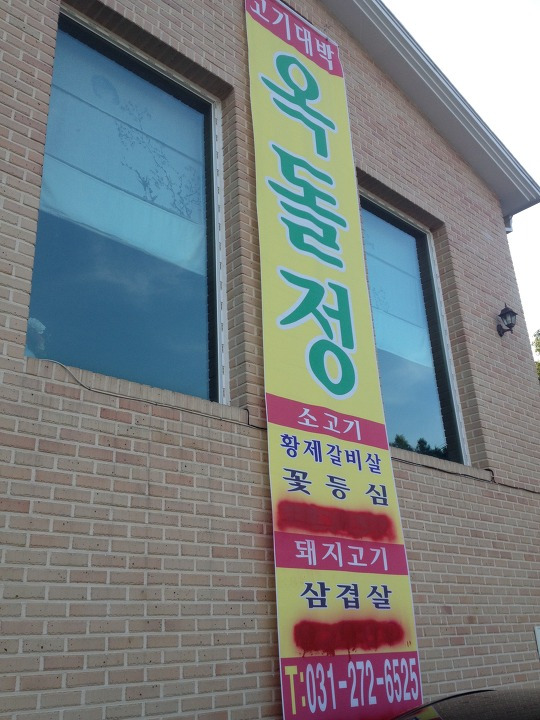 고기대박
옥돌정
소고기
황제갈비살
꽃등심
돼지고기
삼겹살
T:031-272-6525